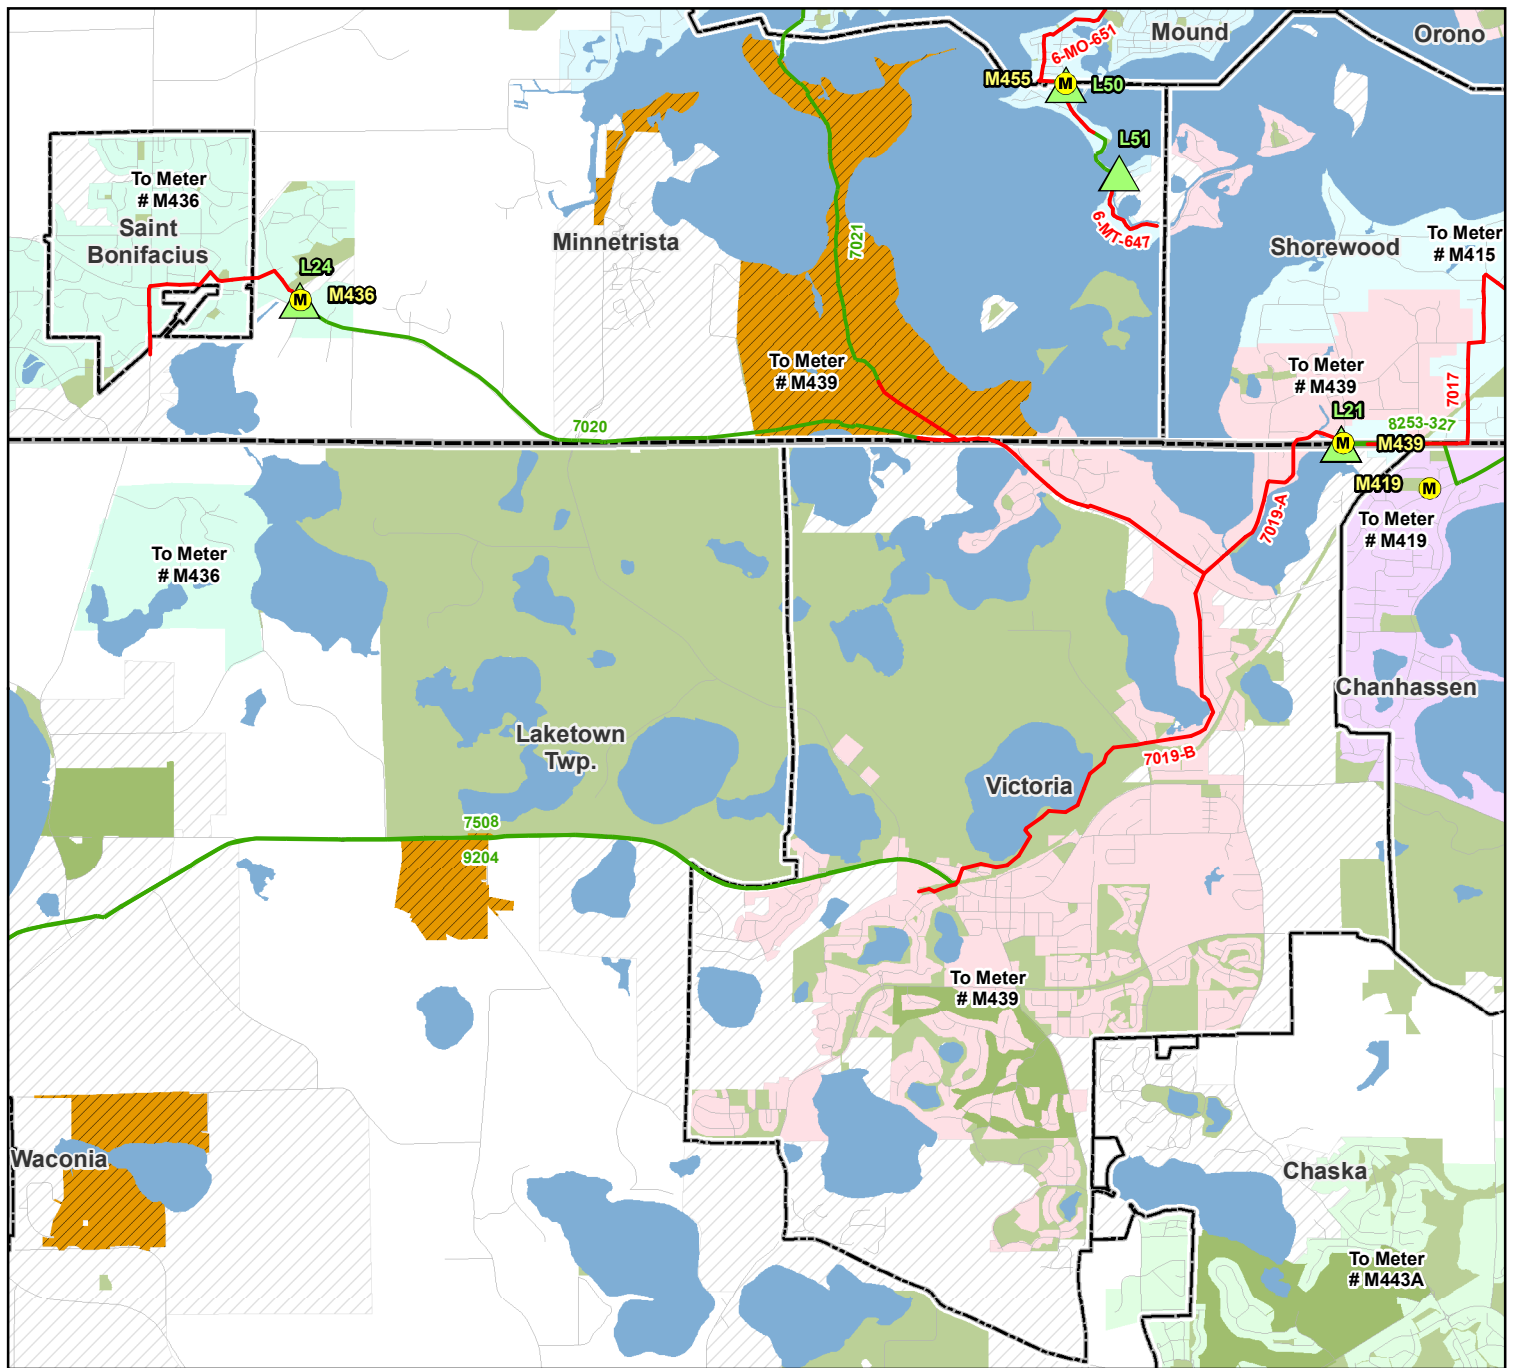 Mound
Orono
6-MO-651
M455
M
L50
L51
To Meter
# M436
Saint
Bonifacius
Minnetrista
7021
6-MT-647
Shorewood
To Meter
# M415
L24
M
M436
To Meter
# M439
To Meter
# M439
7017
L21
7020
8253-327
M
M439
M419
M
To Meter
# M419
7019-A
To Meter
# M436
Chanhassen
Laketown
Twp.
7019-B
Victoria
7508
9204
To Meter
# M439
Waconia
Chaska
To Meter
# M443A